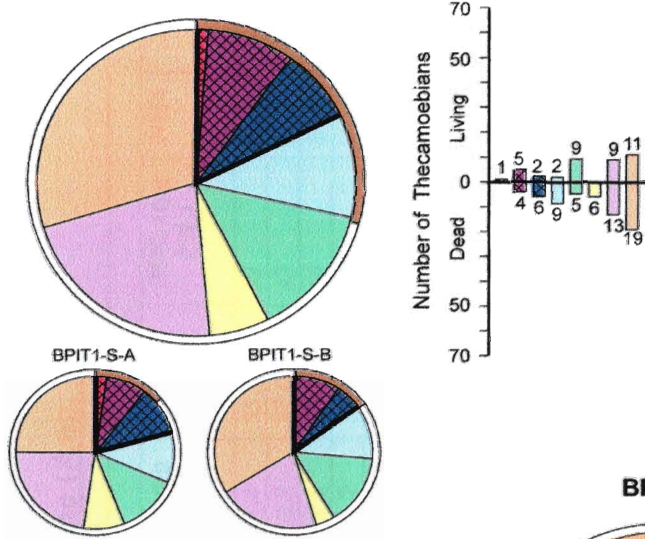 70
50
0
50
70
Number of Thecamoebians
Living
Dead
1 5 2 2 9 9 11
4 6 9 5 6 13 19
BPIT1-S-A BPIT1-S-B